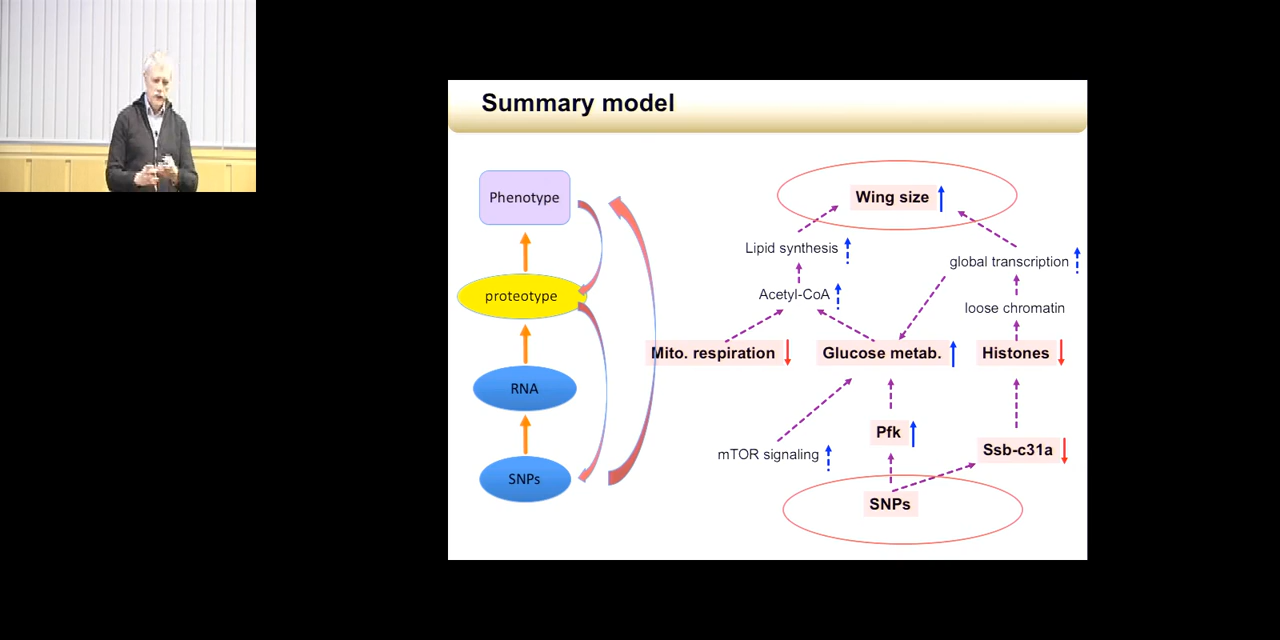 Summary model
Phenotype
proteotype
RNA
SNPs
Wing size
Lipid synthesis
global transcription
Acetyl-CoA
loose chromatin
Mito. respiration
Glucose metab.
Histones
Pfk
mTOR signaling
Ssb-c31a
SNPs